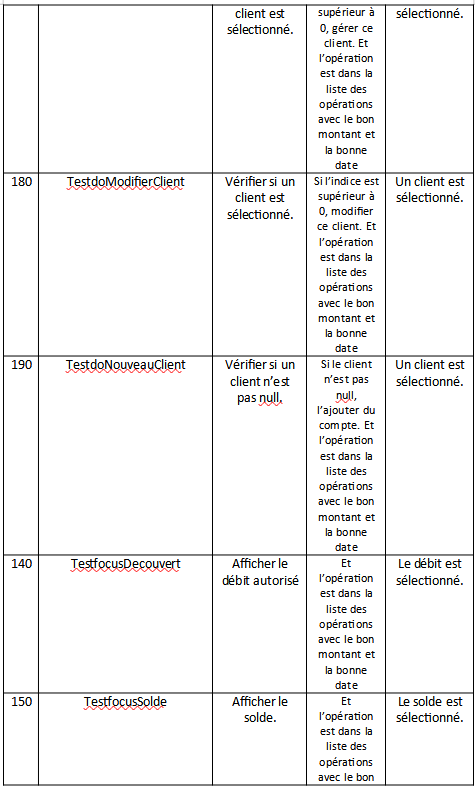 client est
sélectionné.
supérieur à
0, gérer ce
client. Et
l’opération
est dans la
liste des
opérations
avec le bon
montant et
la bonne
date
sélectionné.
180
TestdoModifierClient
Vérifier si un
client est
sélectionné.
Si l’indice est
supérieur à
0, modifier
ce client. Et
l’opération
est dans la
liste des
opérations
avec le bon
montant et
la bonne
date
Un client est
sélectionné.
190
TestdoNouveauClient
Vérifier si un
client n’est
pas null.
Si le client
n’est pas
null,
l’ajouter du
compte. Et
l’opération
est dans la
liste des
opérations
avec le bon
montant et
la bonne
date
Un client est
sélectionné.
140
TestfocusDecouvert
Afficher le
débit autorisé
Et
l’opération
est dans la
liste des
opérations
avec le bon
montant et
la bonne
date
Le débit est
sélectionné.
150
TestfocusSolde
Afficher le
solde.
Et
l’opération
est dans la
liste des
opérations
avec le bon
Le solde est
sélectionné.